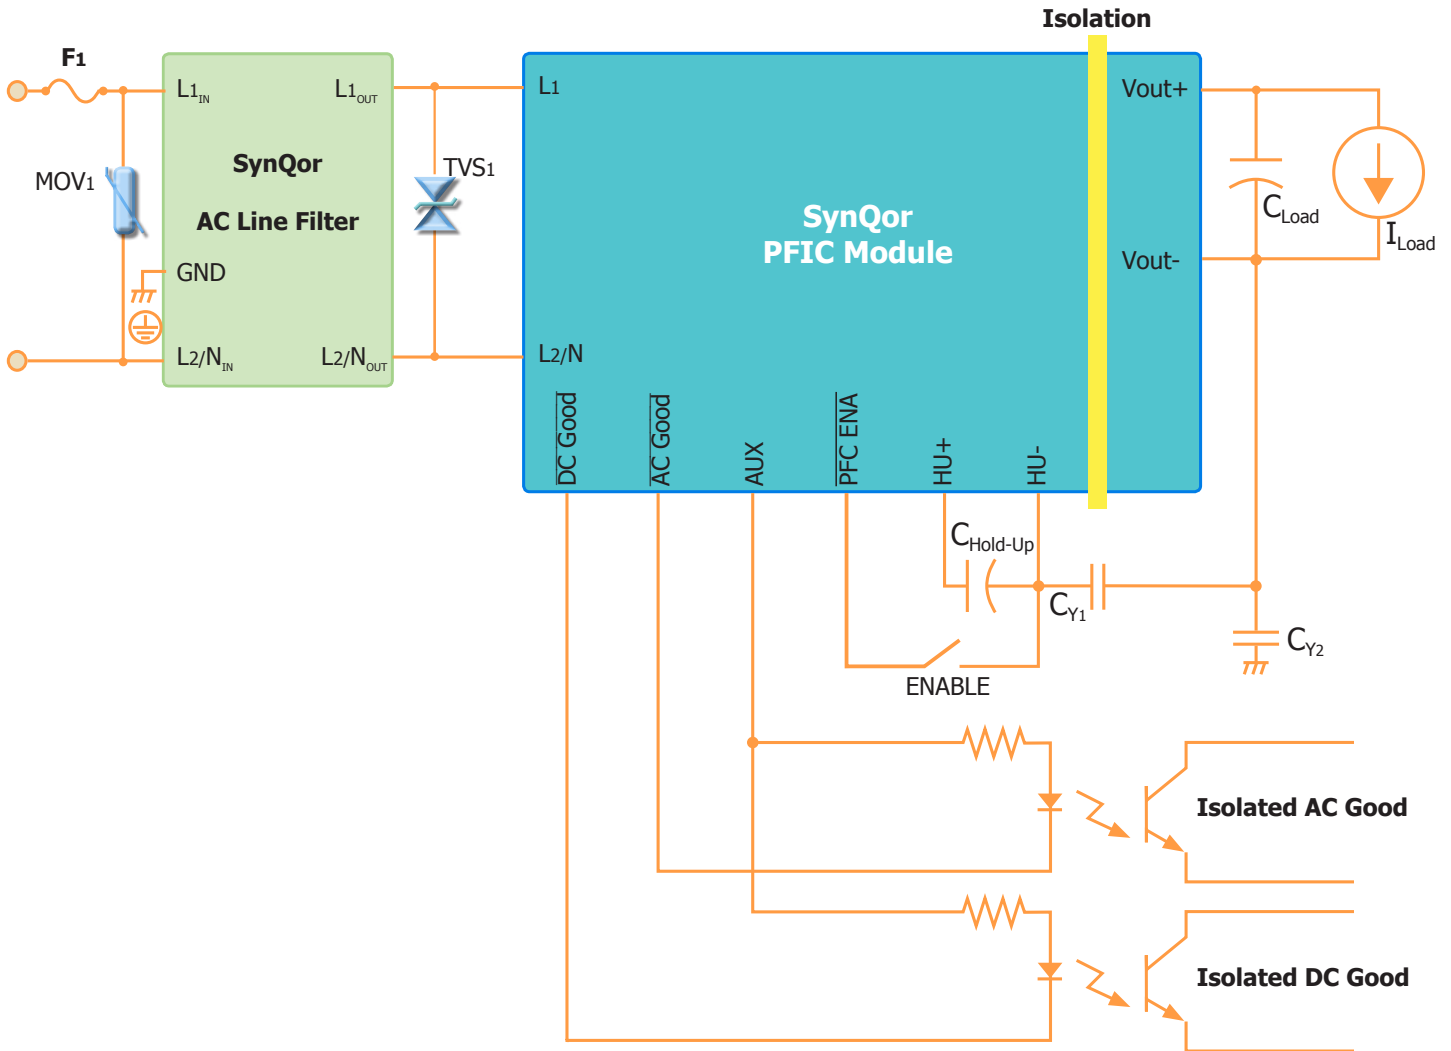 Isolation
F1
L1IN
L1OUT
L1
Vout+
SynQor
AC Line Filter
MOV1
TVS1
SynQor
PFIC Module
CLoad
ILoad
GND
Vout-
L2/NIN
L2/NOUT
L2/N
DC Good
AC Good
AUX
PFC ENA
HU+
HU-
CHold-Up
CY1
CY2
ENABLE
Isolated AC Good
Isolated DC Good